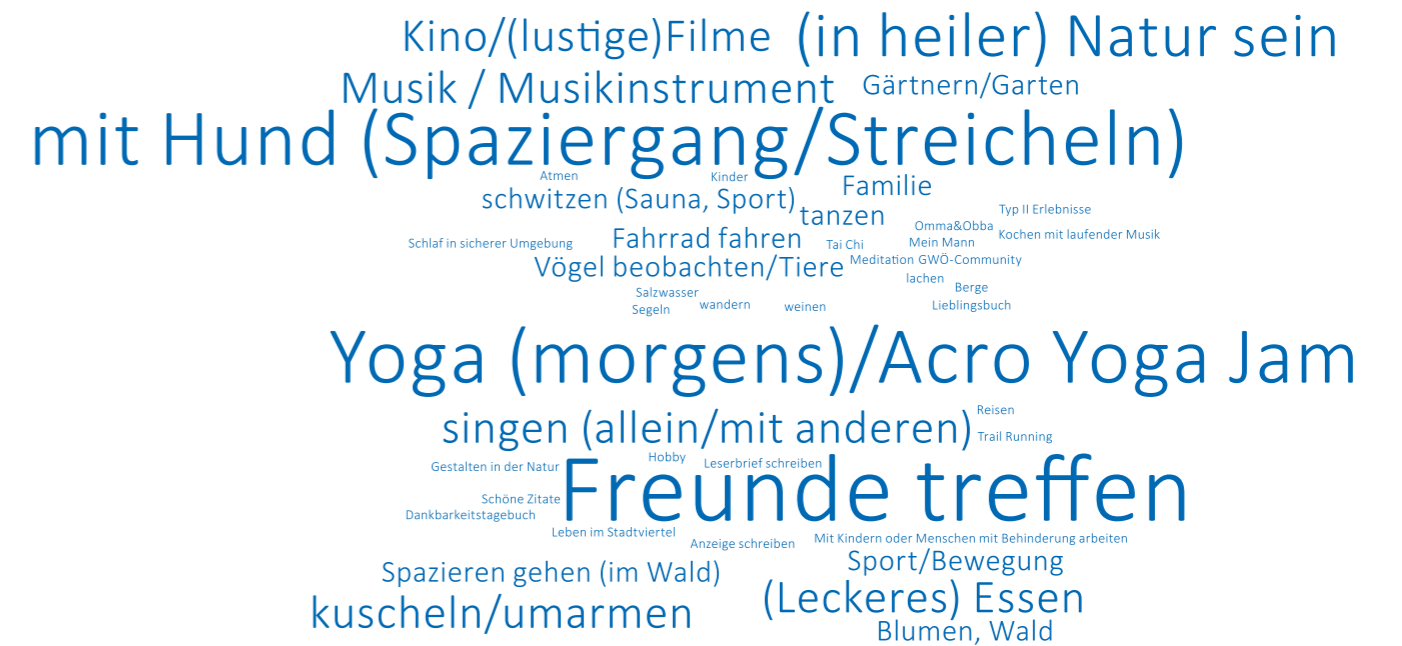 Kino/(lustige)Filme
(in heiler) Natur sein
Musik / Musikinstrument
Gärtnern/Garten
mit Hund (Spaziergang/Streicheln)
Atmen
Kinder
Familie
schwitzen (Sauna, Sport)
tanzen
Typ II Erlebnisse
Omma&Obba
Kochen mit laufender Musik
Schlaf in sicherer Umgebung
Fahrrad fahren
Tai Chi
Mein Mann
Vögel beobachten/Tiere
Meditation
GWÖ-Community
lachen
Berge
Salzwasser
Segeln
wandern
weinen
Lieblingsbuch
Yoga (morgens)/Acro Yoga Jam
Reisen
singen (allein/mit anderen)
Trail Running
Hobby
Leserbrief schreiben
Gestalten in der Natur
Freunde treffen
Schöne Zitate
Dankbarkeitstagebuch
Leben im Stadtviertel
Anzeige schreiben
Mit Kindern oder Menschen mit Behinderung arbeiten
Sport/Bewegung
Spazieren gehen (im Wald)
(Leckeres) Essen
kuscheln/umarmen
Blumen, Wald